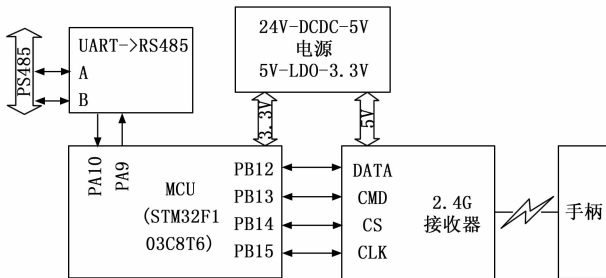 24V-DCDC-5V
电源
5V-LDO-3.3V
UART->RS485
A
B
PS485
3.3V
5V
PA10
PA9
MCU
(STM32F1
03C8T6)
PB12
PB13
PB14
PB15
DATA
CMD
CS
CLK
2.4G
接收器
手柄